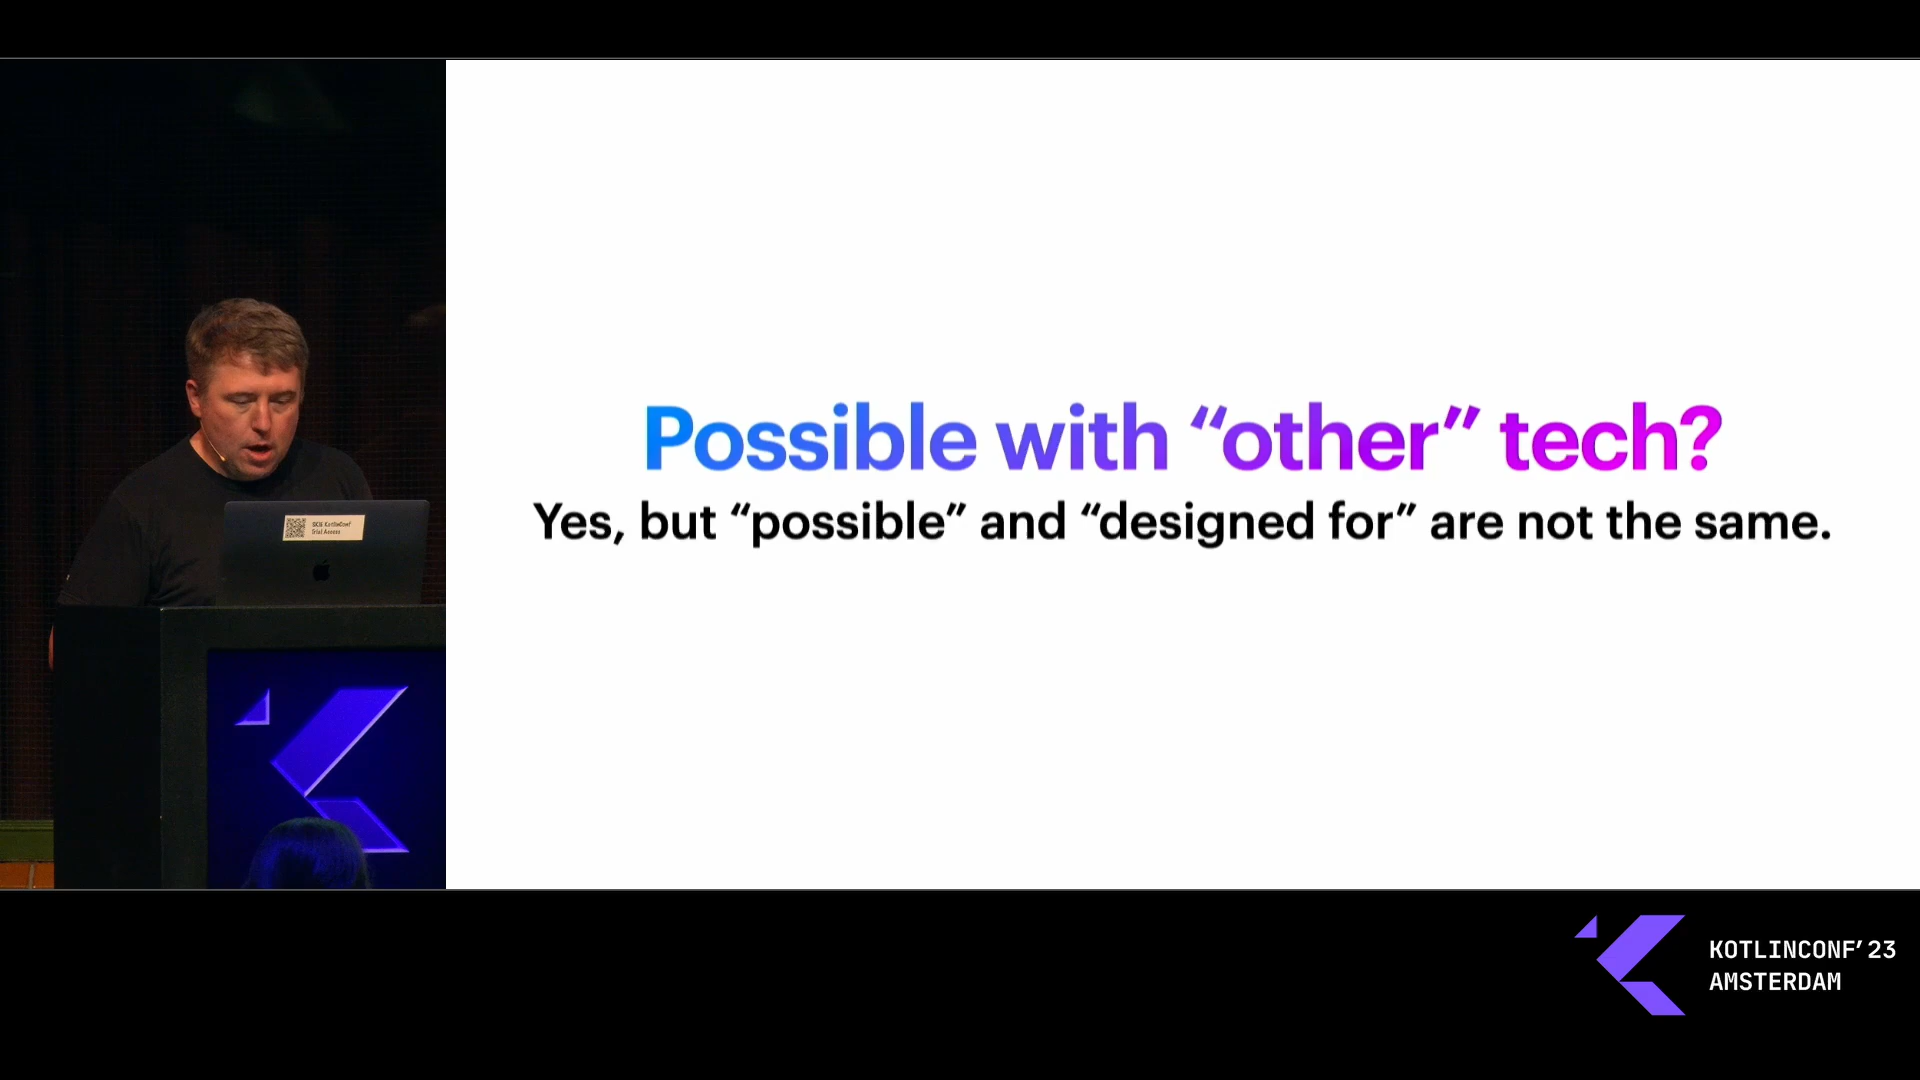 Possible with “other” tech?
Yes, but “possible” and “designed for” are not the same.
KOTLINCONF’23
AMSTERDAM